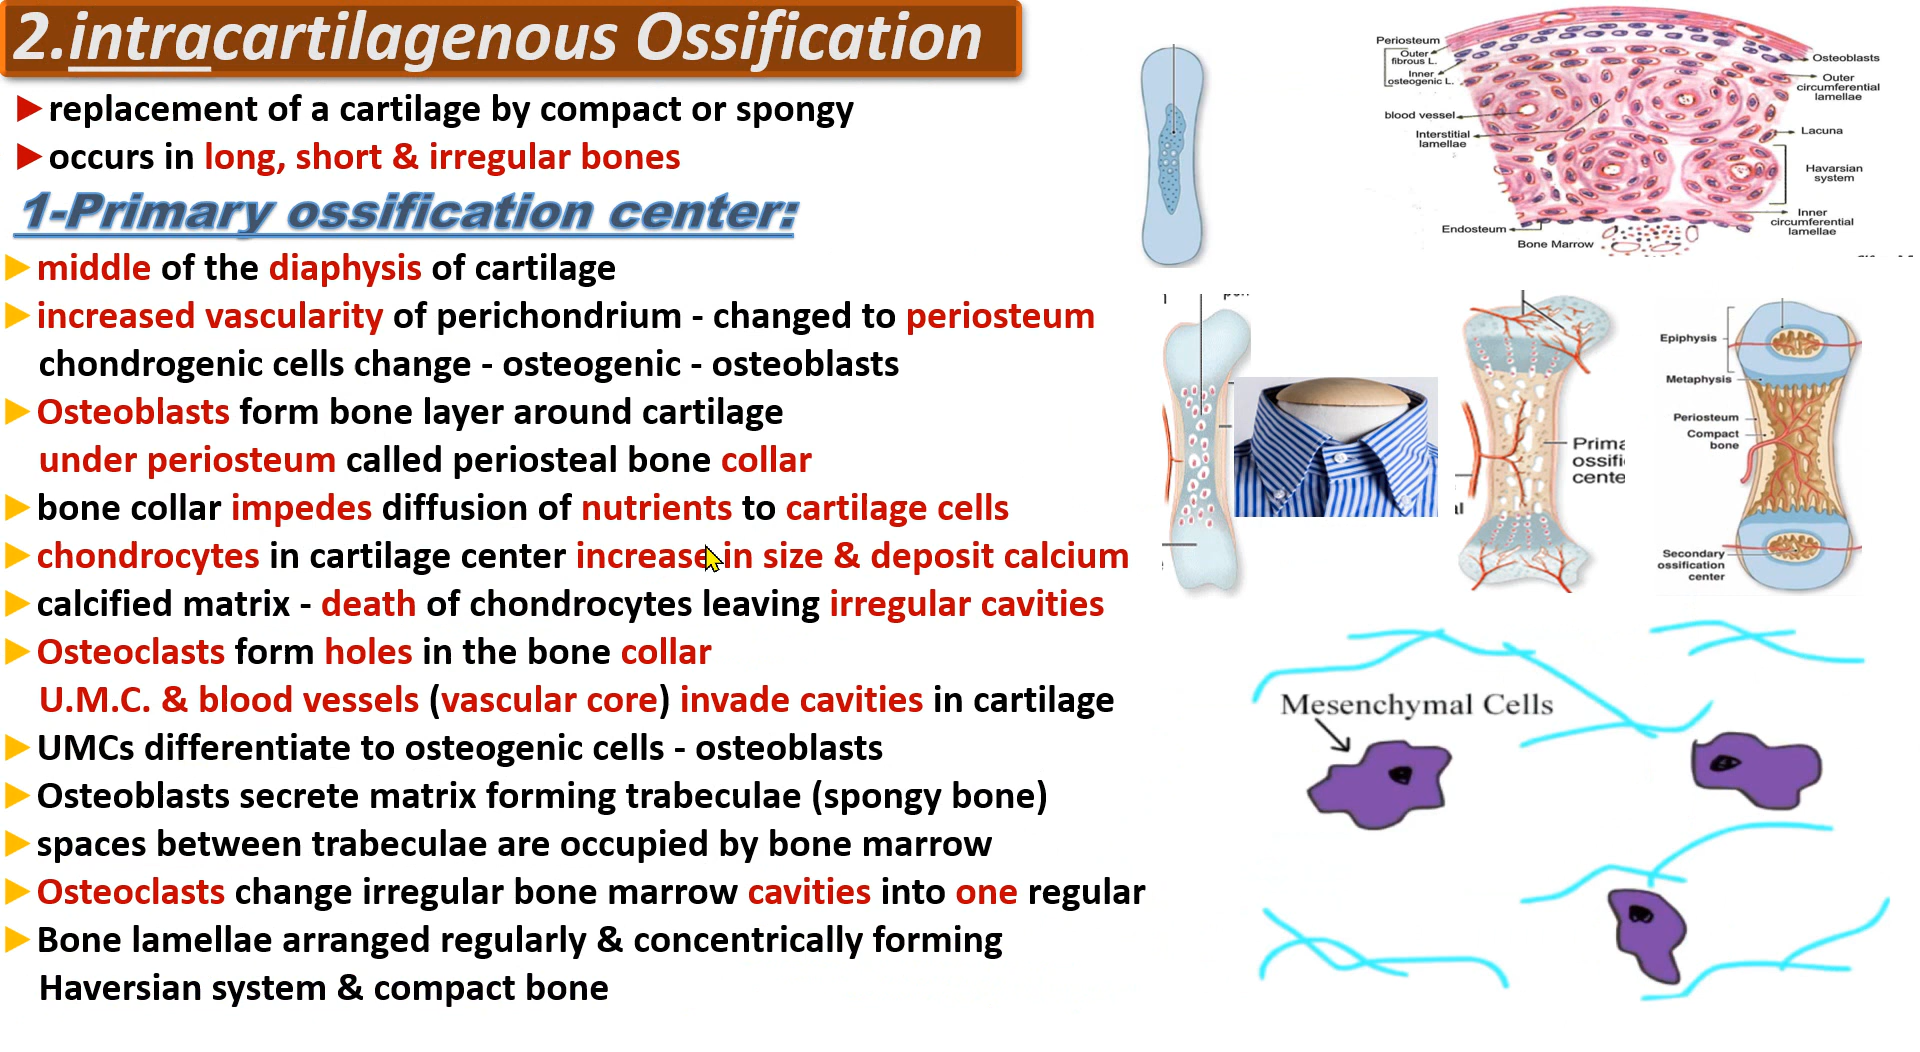 2.intracartilagenous Ossification
►replacement of a cartilage by compact or spongy
►occurs in long, short & irregular bones
1-Primary ossification center:
►middle of the diaphysis of cartilage
►increased vascularity of perichondrium - changed to periosteum
chondrogenic cells change - osteogenic - osteoblasts
►Osteoblasts form bone layer around cartilage
under periosteum called periosteal bone collar
►bone collar impedes diffusion of nutrients to cartilage cells
►chondrocytes in cartilage center increase in size & deposit calcium
►calcified matrix - death of chondrocytes leaving irregular cavities
►Osteoclasts form holes in the bone collar
U.M.C. & blood vessels (vascular core) invade cavities in cartilage
►UMCs differentiate to osteogenic cells - osteoblasts
►Osteoblasts secrete matrix forming trabeculae (spongy bone)
►spaces between trabeculae are occupied by bone marrow
►Osteoclasts change irregular bone marrow cavities into one regular
►Bone lamellae arranged regularly & concentrically forming
Haversian system & compact bone
Periosteum
Outer
fibrous L.
Inner
osteogenic L.
blood vessel
Interstitial
lamellae
Endosteum
Bone Marrow
Osteoblasts
Outer
circumferential
lamellae
Lacuna
Havarsian
system
Inner
circumferential
lamellae
Prima
ossifi
cente
al
Epiphysis
Metaphysis
Periosteum
Compact
bone
Secondary
ossification
center
Mesenchymal Cells